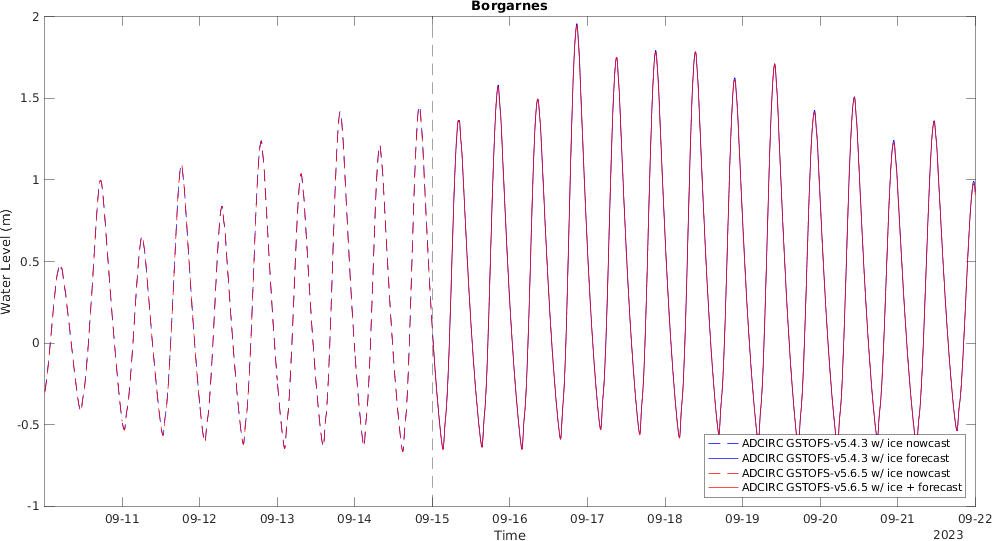 Borgarnes
2
1.5
1
0.5
0
-0.5
-1
Water Level (m)
09-11 09-12 09-13 09-14 09-15 09-16 09-17 09-18 09-19 09-20 09-21 09-22
Time
2023
ADCIRC GSTOFS-v5.4.3 w/ ice nowcast
ADCIRC GSTOFS-v5.4.3 w/ ice forecast
ADCIRC GSTOFS-v5.6.5 w/ ice nowcast
ADCIRC GSTOFS-v5.6.5 w/ ice + forecast